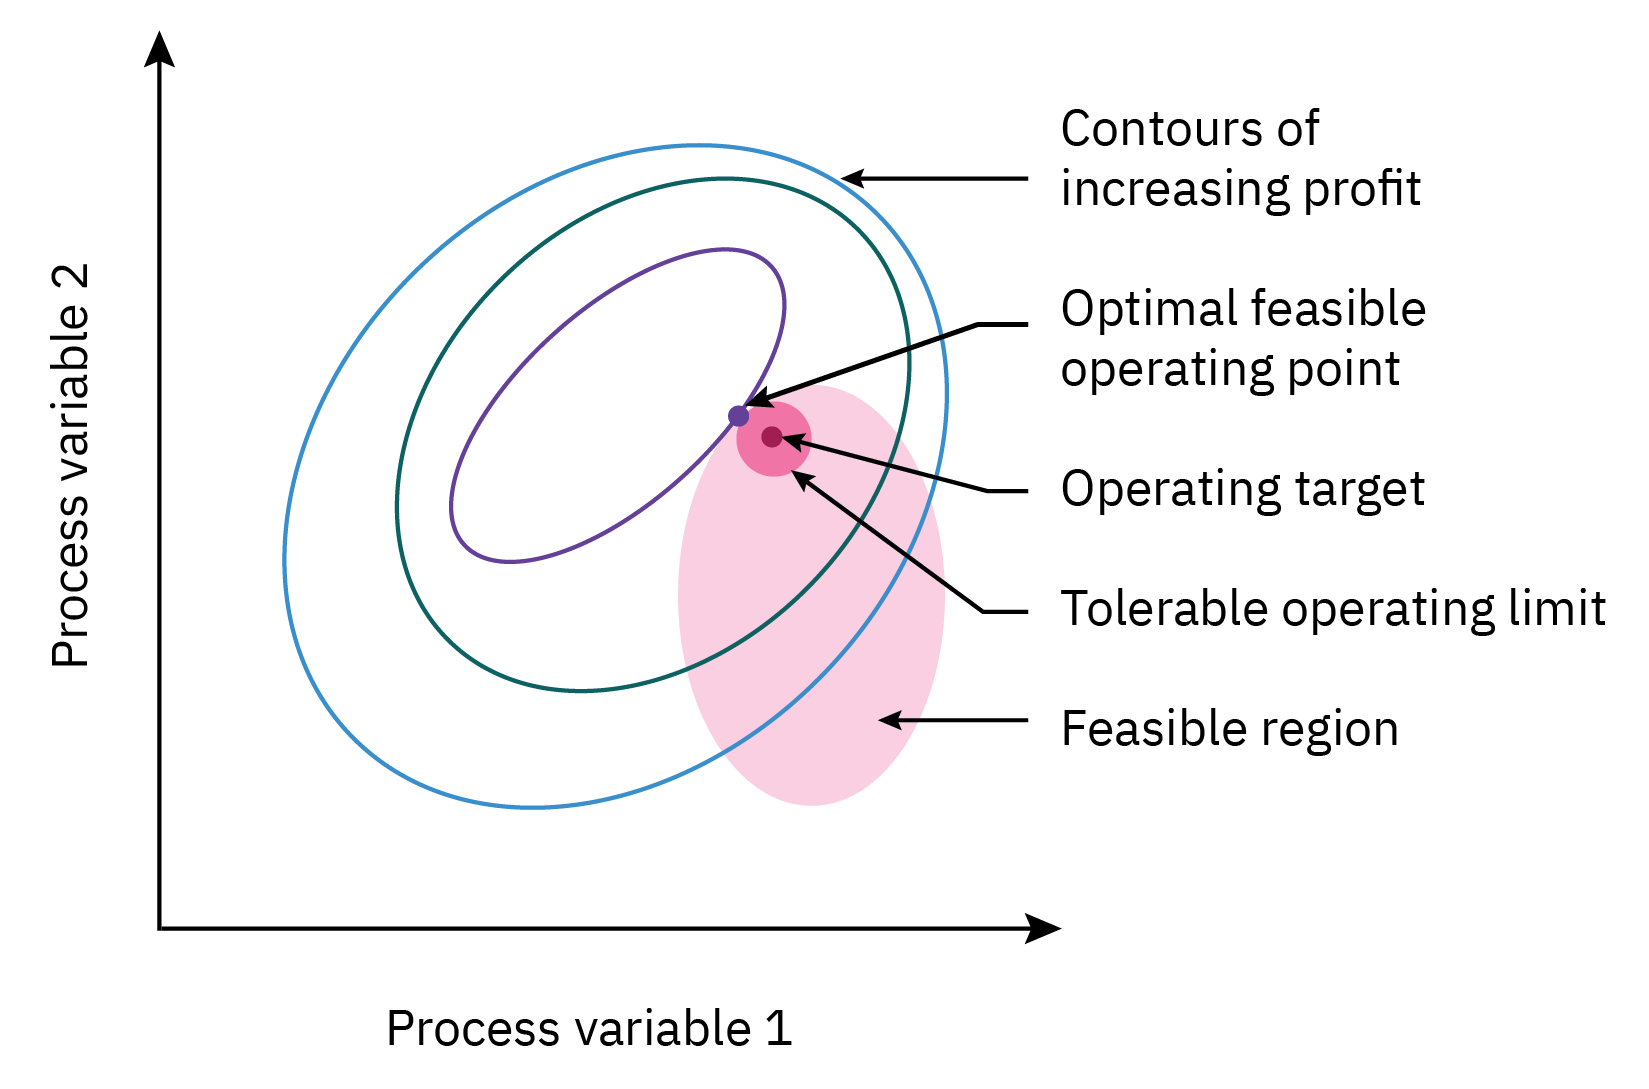 Contours of
increasing profit
Optimal feasible
operating point
Operating target
Tolerable operating limit
Feasible region
Process variable 2
Process variable 1